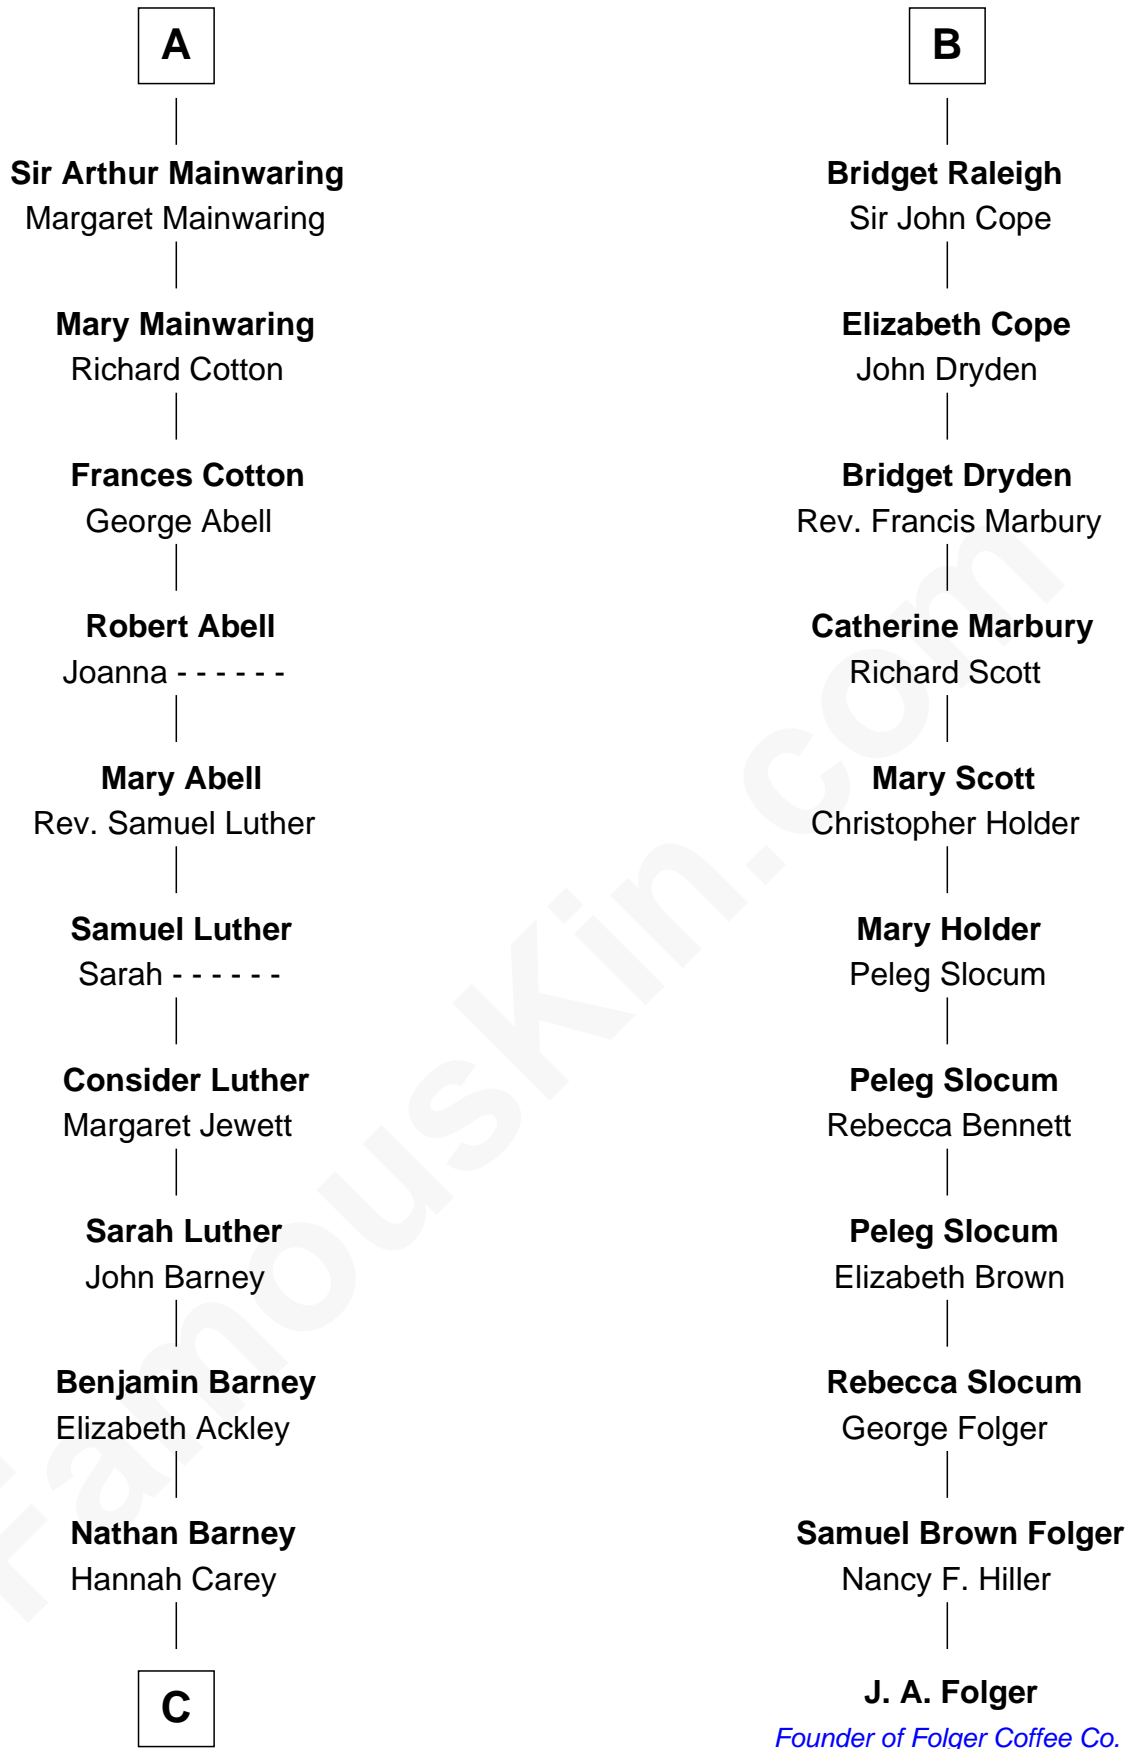 A
Sir Arthur Mainwaring
Margaret Mainwaring
Mary Mainwaring
Richard Cotton
Frances Cotton
George Abell
Robert Abell
Joanna - - - - - -
Mary Abell
Rev. Samuel Luther
Samuel Luther
Sarah - - - - - -
Consider Luther
Margaret Jewett
Sarah Luther
John Barney
Benjamin Barney
Elizabeth Ackley
Nathan Barney
Hannah Carey
C
B
Bridget Raleigh
Sir John Cope
Elizabeth Cope
John Dryden
Bridget Dryden
Rev. Francis Marbury
Catherine Marbury
Richard Scott
Mary Scott
Christopher Holder
Mary Holder
Peleg Slocum
Peleg Slocum
Rebecca Bennett
Peleg Slocum
Elizabeth Brown
Rebecca Slocum
George Folger
Samuel Brown Folger
Nancy F. Hiller
J. A. Folger
Founder of Folger Coffee Co.
FamousKin.com